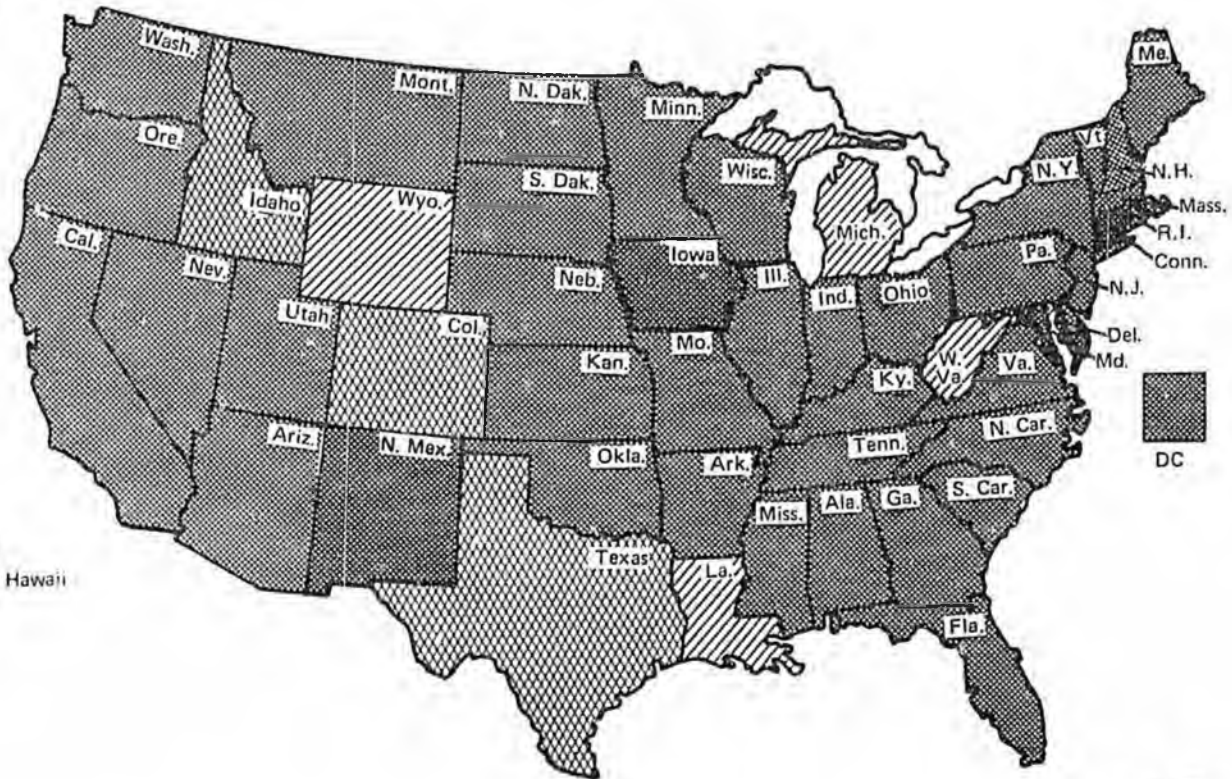 Wash.
Me.
Mont.
N. Dak.
Minn.
Ore.
Vt.
N. Y.
N.H.
S. Dak.
Wisc.
Idaho
Wyo.
Mass.
Mich.
R.I.
Cal.
Nev.
Iowa
Pa.
Conn.
Neb.
Ill.
Ind.
Ohio
N.J.
Utah
Col.
Del.
Mo.
W.
Va.
Va.
Md.
Kan.
Ky.
Ariz.
N. Mex.
N. Car.
Okla.
Ark.
Tenn.
DC
S. Car.
Miss.
Ala.
Ga.
Texas
La.
Hawaii
Fla.